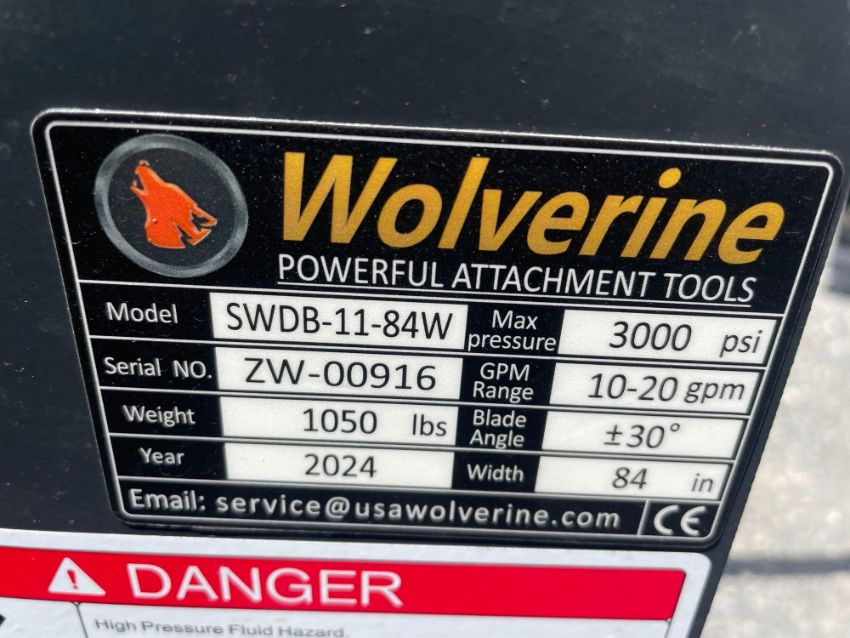 Wolverine
POWERFUL ATTACHMENT TOOLS
Model SWDB-11-84W Max pressure 3000 psi
Serial NO. ZW-00916 GPM Range 10-20 gpm
Weight 1050 lbs Blade Angle ±30°
Year 2024 Width 84 in
Email: service@usawolverine.com CE
DANGER
High Pressure Fluid Hazard.